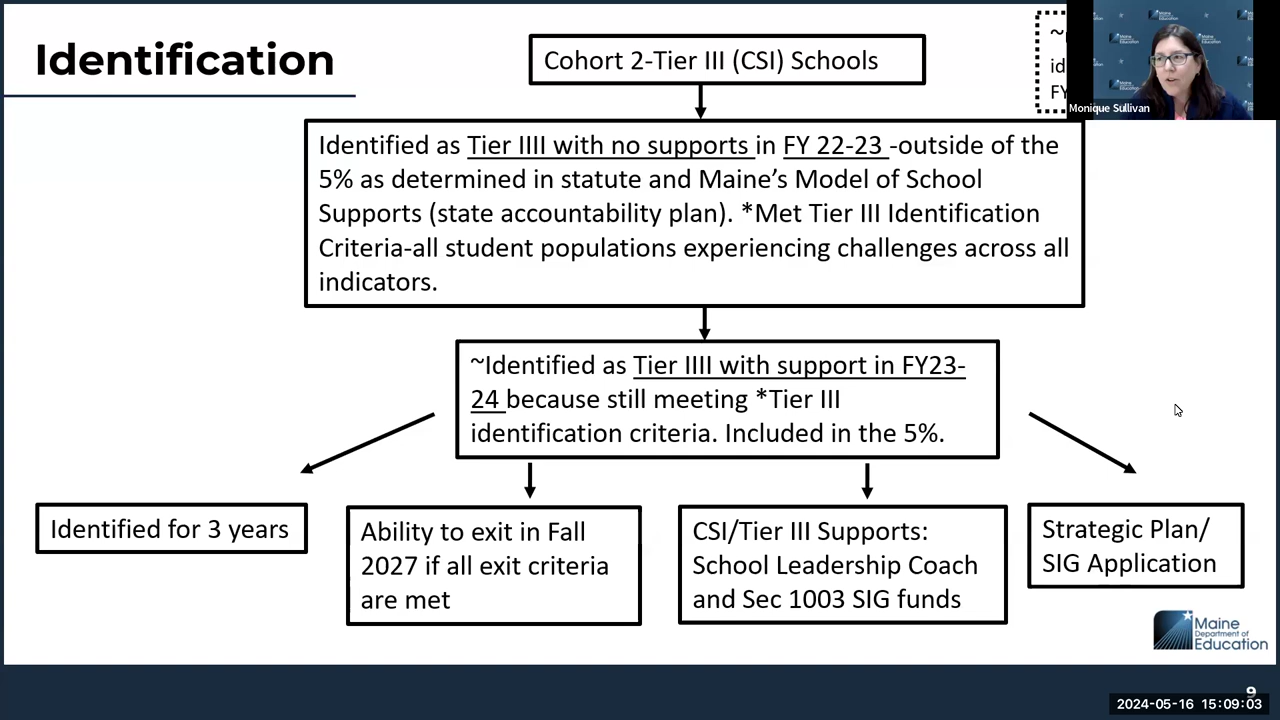 Identification
Cohort 2-Tier III (CSI) Schools
~
id
FY
Monique Sullivan
Identified as Tier IIII with no supports in FY 22-23 -outside of the
5% as determined in statute and Maine’s Model of School
Supports (state accountability plan). *Met Tier III Identification
Criteria-all student populations experiencing challenges across all
indicators.
~Identified as Tier IIII with support in FY23-
24 because still meeting *Tier III
identification criteria. Included in the 5%.
Identified for 3 years
Ability to exit in Fall
2027 if all exit criteria
are met
CSI/Tier III Supports:
School Leadership Coach
and Sec 1003 SIG funds
Strategic Plan/
SIG Application
Maine
Department of
Education
9
2024-05-16 15:09:03